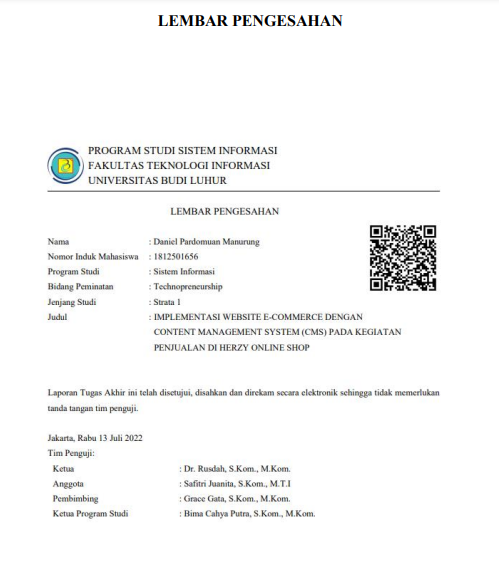 LEMBAR PENGESAHAN
PROGRAM STUDI SISTEM INFORMASI
FAKULTAS TEKNOLOGI INFORMASI
UNIVERSITAS BUDI LUHUR
LEMBAR PENGESAHAN
Nama : Daniel Pardomuan Manurung
Nomor Induk Mahasiswa : 1812501656
Program Studi : Sistem Informasi
Bidang Peminatan : Technopreneurship
Jenjang Studi : Strata 1
Judul : IMPLEMENTASI WEBSITE E-COMMERCE DENGAN
CONTENT MANAGEMENT SYSTEM (CMS) PADA KEGIATAN
PENJUALAN DI HERZY ONLINE SHOP
Laporan Tugas Akhir ini telah disetujui, disahkan dan direkam secara elektronik sehingga tidak memerlukan
tanda tangan tim penguji.
Jakarta, Rabu 13 Juli 2022
Tim Penguji:
Ketua : Dr. Rusdah, S.Kom., M.Kom.
Anggota : Safitri Juanita, S.Kom., M.T.I
Pembimbing : Grace Gata, S.Kom., M.Kom.
Ketua Program Studi : Bima Cahya Putra, S.Kom., M.Kom.